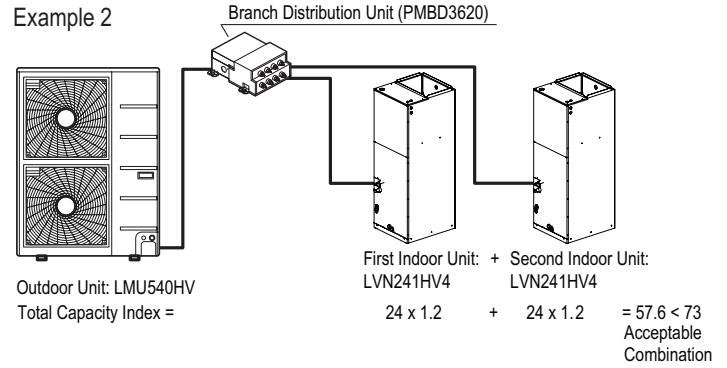 Example 2
Branch Distribution Unit (PMBD3620)
First Indoor Unit: + Second Indoor Unit:
LVN241HV4 LVN241HV4
Outdoor Unit: LMU540HV
Total Capacity Index = 24 x 1.2 + 24 x 1.2 = 57.6 < 73
Acceptable
Combination